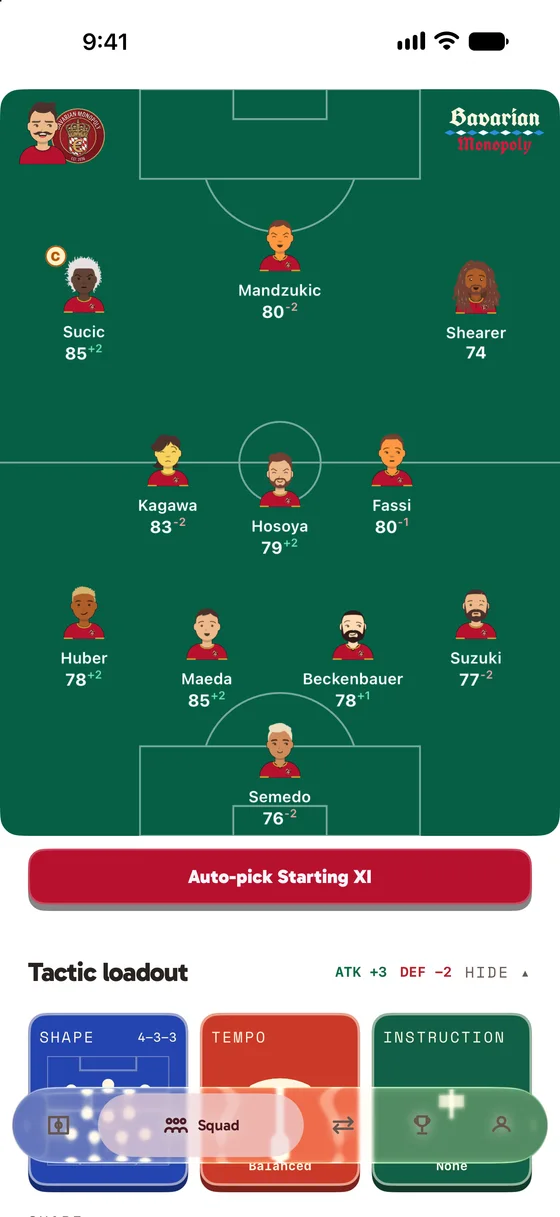 9:41
BAVARIAN MONOPOLY
Bavarian
Monopoly
C
Mandzukic
80-2
Sucic
85+2
Shearer
74
Kagawa
83-2
Hosoya
79+2
Fassi
80-1
Huber
78+2
Maeda
85+2
Beckenbauer
78+1
Suzuki
77-2
Semedo
76-2
Auto-pick Starting XI
Tactic loadout
ATK +3 DEF −2 HIDE ▲
SHAPE 4–3–3
TEMPO
INSTRUCTION
Squad
Balanced
None